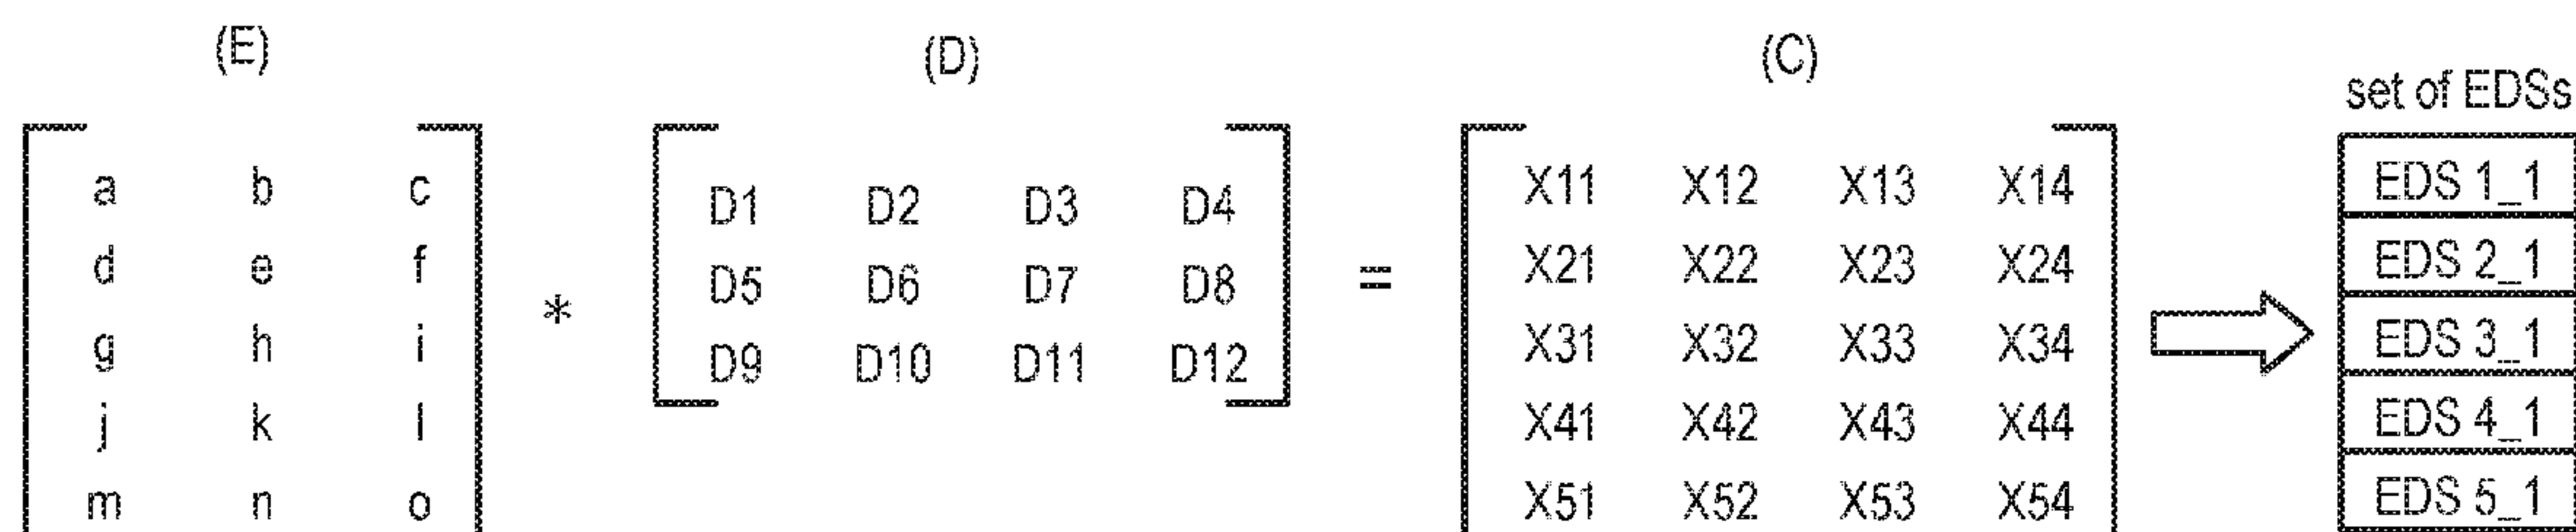 (E) (D) (C)
set of EDSs
a b c
d e f
g h i
j k l
m n o
*
D1 D2 D3 D4
D5 D6 D7 D8
D9 D10 D11 D12
=
X11 X12 X13 X14
X21 X22 X23 X24
X31 X32 X33 X34
X41 X42 X43 X44
X51 X52 X53 X54
EDS 1_1
EDS 2_1
EDS 3_1
EDS 4_1
EDS 5_1